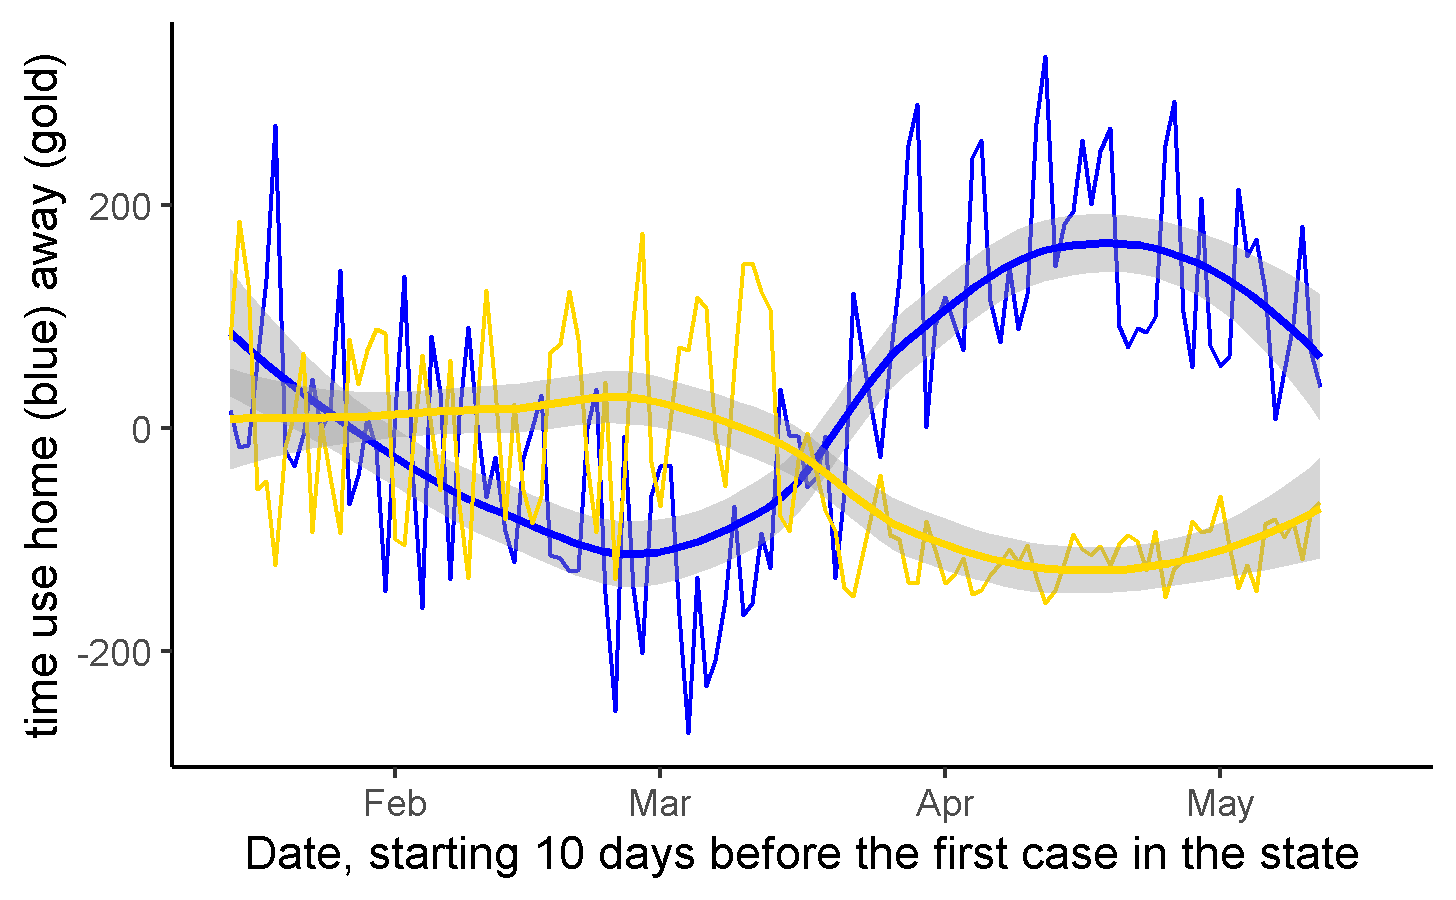 time use home (blue) away (gold)
200
0
-200
Feb Mar Apr May
Date, starting 10 days before the first case in the state